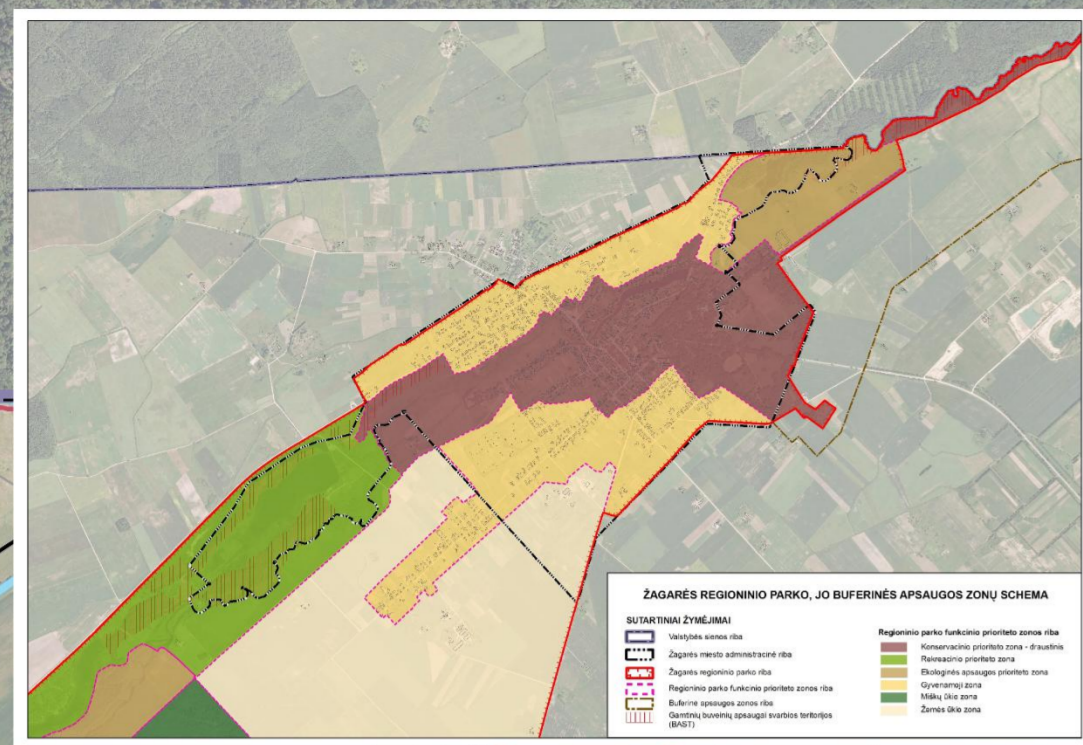 ŽAGARĖS REGIONINIO PARKO, JO BUFERINĖS APSAUGOS ZONŲ SCHEMA
SUTARTINIAI ŽYMĖJIMAI
Valstybės sienos riba
Žagarės miesto administracinė riba
Žagarės regioninio parko riba
Regioninio parko funkcinio prioriteto zonos riba
Buferinė apsaugos zonos riba
Gamtinių buveinių apsaugai svarbios teritorijos
(BAST)
Regioninio parko funkcinio prioriteto zonos riba
Konservacinio prioriteto zona - draustinis
Rekreacinio prioriteto zona
Ekologinės apsaugos prioriteto zona
Gyvenamoji zona
Miškų ūkio zona
Žemės ūkio zona